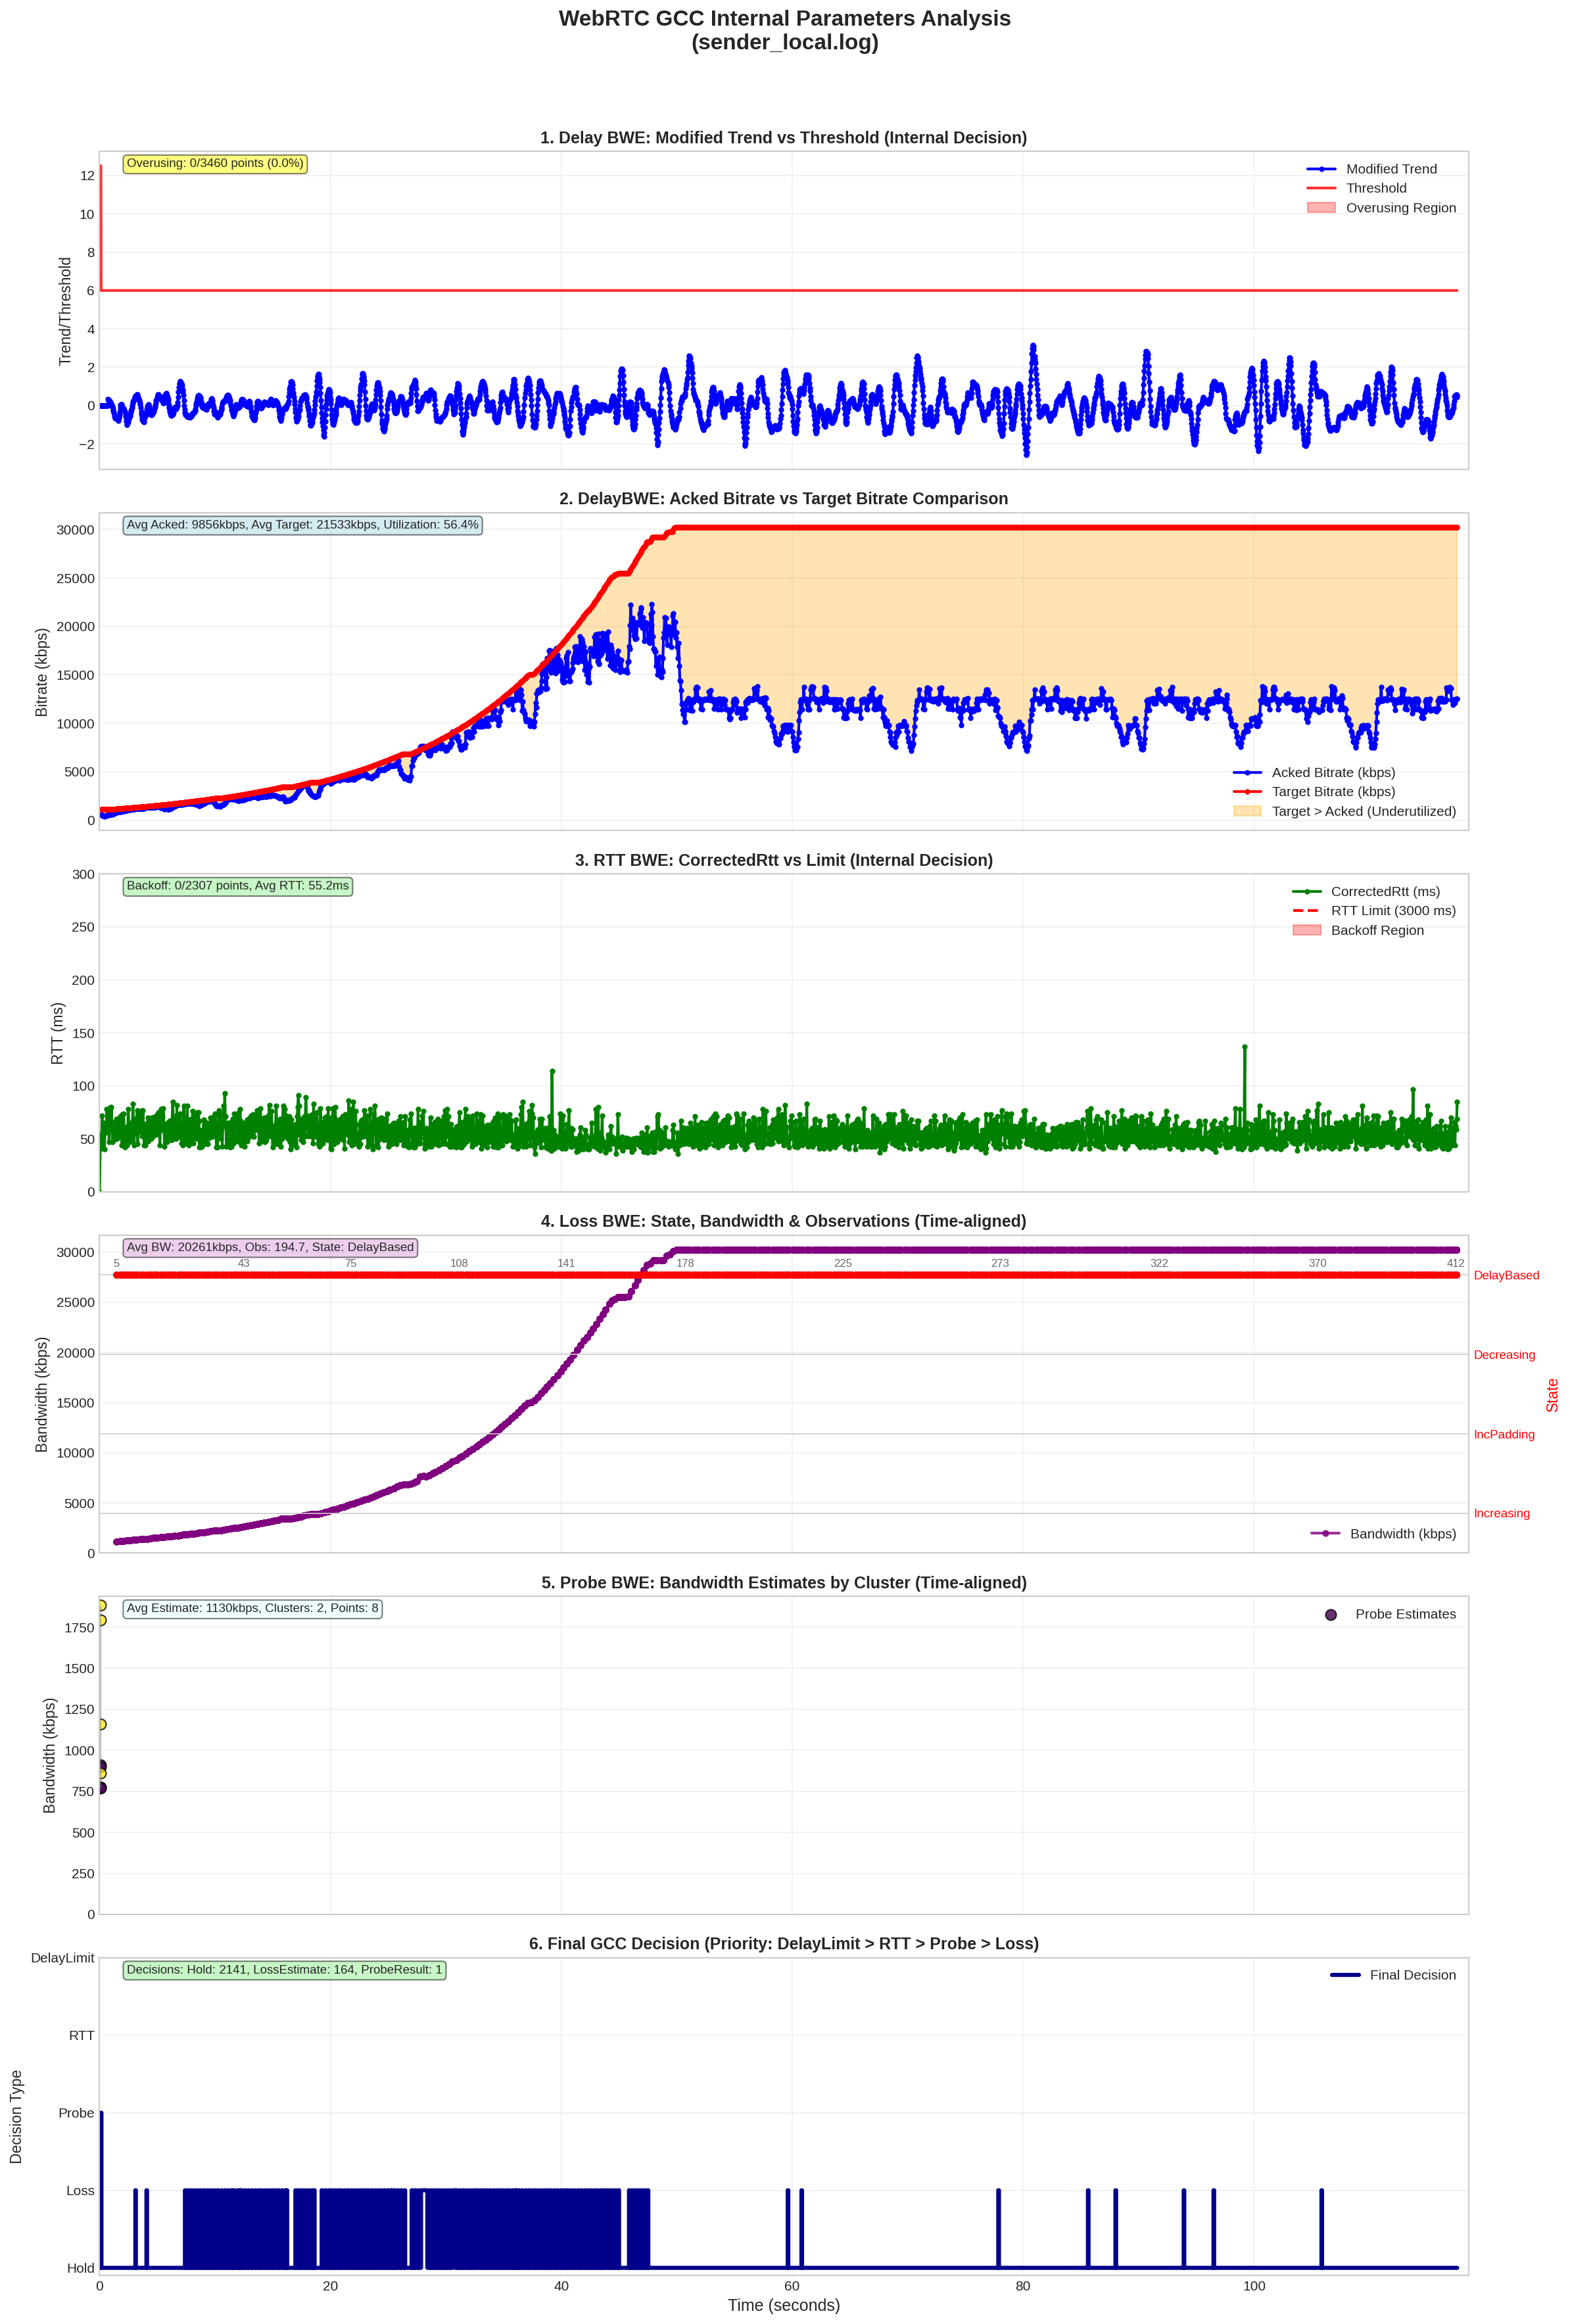 WebRTC GCC Internal Parameters Analysis
(sender_local.log)
1. Delay BWE: Modified Trend vs Threshold (Internal Decision)
Overusing: 0/3460 points (0.0%)
Modified Trend
Threshold
Overusing Region
Trend/Threshold
12
10
8
6
4
2
0
−2
2. DelayBWE: Acked Bitrate vs Target Bitrate Comparison
Avg Acked: 9856kbps, Avg Target: 21533kbps, Utilization: 56.4%
Bitrate (kbps)
30000
25000
20000
15000
10000
5000
0
Acked Bitrate (kbps)
Target Bitrate (kbps)
Target > Acked (Underutilized)
3. RTT BWE: CorrectedRtt vs Limit (Internal Decision)
Backoff: 0/2307 points, Avg RTT: 55.2ms
CorrectedRtt (ms)
RTT Limit (3000 ms)
Backoff Region
RTT (ms)
300
250
200
150
100
50
0
4. Loss BWE: State, Bandwidth & Observations (Time-aligned)
Avg BW: 20261kbps, Obs: 194.7, State: DelayBased
5 43 75 108 141 178 225 273 322 370 412
Bandwidth (kbps)
30000
25000
20000
15000
10000
5000
0
DelayBased
Decreasing
IncPadding
Increasing
State
Bandwidth (kbps)
5. Probe BWE: Bandwidth Estimates by Cluster (Time-aligned)
Avg Estimate: 1130kbps, Clusters: 2, Points: 8
Probe Estimates
Bandwidth (kbps)
1750
1500
1250
1000
750
500
250
0
6. Final GCC Decision (Priority: DelayLimit > RTT > Probe > Loss)
Decisions: Hold: 2141, LossEstimate: 164, ProbeResult: 1
Final Decision
Decision Type
DelayLimit
RTT
Probe
Loss
Hold
0 20 40 60 80 100
Time (seconds)